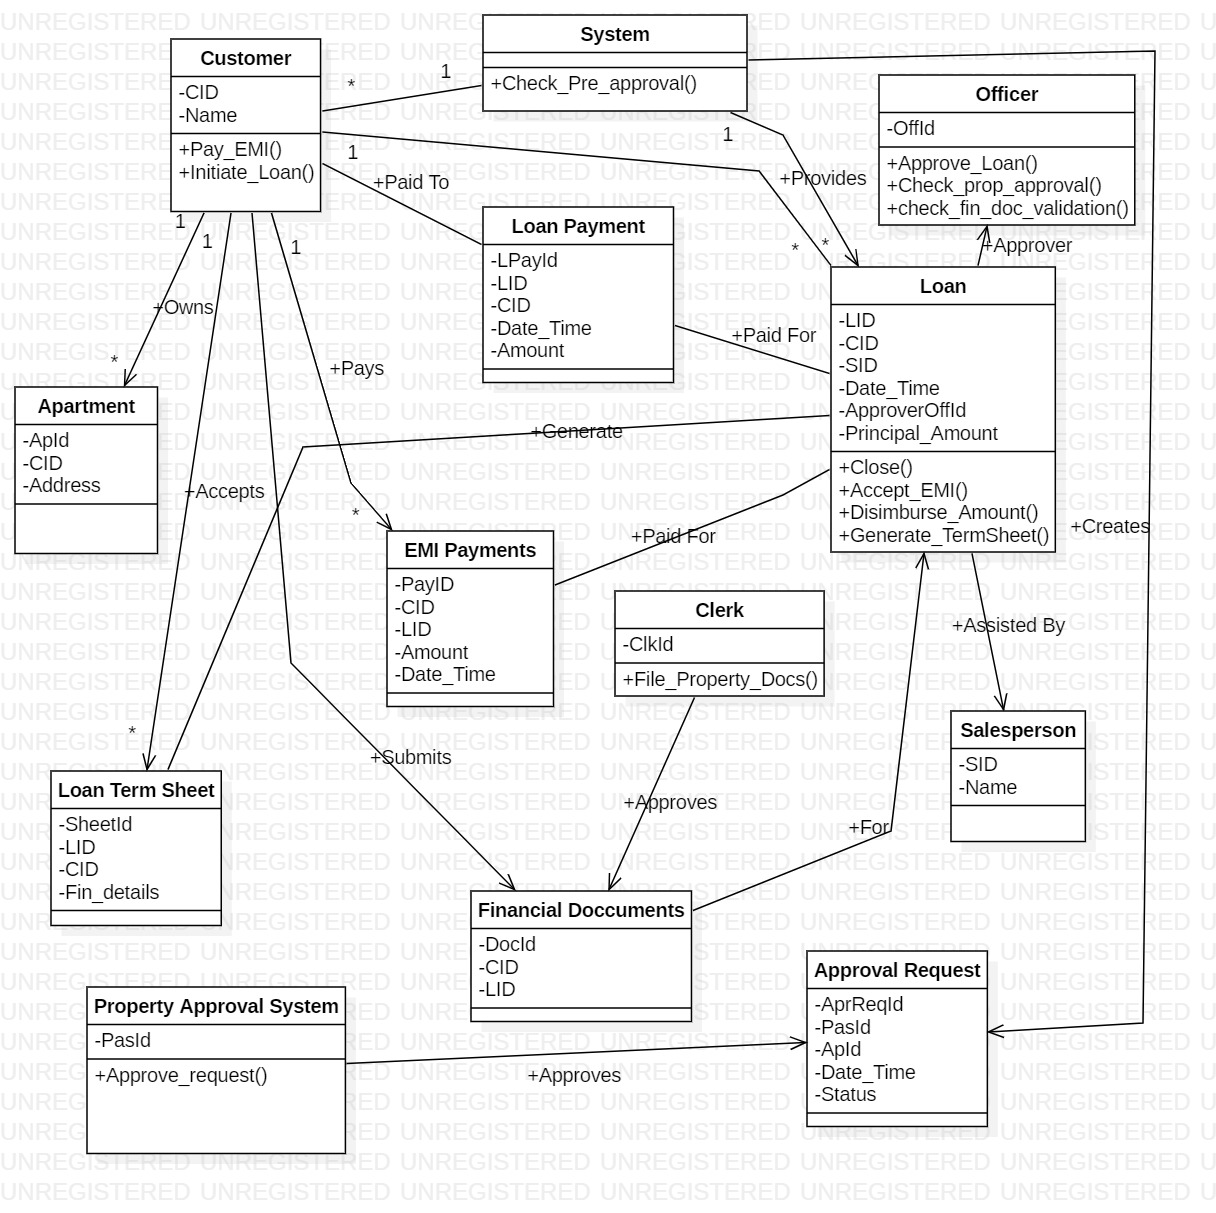 System
+Check_Pre_approval()
Customer
-CID
-Name
+Pay_EMI()
+Initiate_Loan()
*
1
1
1
+Paid To
+Provides
*
*
Officer
-OffId
+Approve_Loan()
+Check_prop_approval()
+check_fin_doc_validation()
+Approver
1
1
1
+Owns
*
+Pays
*
+Accepts
*
Loan Payment
-LPayId
-LID
-CID
-Date_Time
-Amount
+Paid For
Loan
-LID
-CID
-SID
-Date_Time
-ApproverOffId
-Principal_Amount
+Close()
+Accept_EMI()
+Disimburse_Amount()
+Generate_TermSheet()
+Creates
Apartment
-ApId
-CID
-Address
+Generate
+Paid For
EMI Payments
-PayID
-CID
-LID
-Amount
-Date_Time
Clerk
-ClkId
+File_Property_Docs()
+Assisted By
Salesperson
-SID
-Name
+Submits
+Approves
+For
Loan Term Sheet
-SheetId
-LID
-CID
-Fin_details
Financial Doccuments
-DocId
-CID
-LID
Property Approval System
-PasId
+Approve_request()
+Approves
Approval Request
-AprReqId
-PasId
-ApId
-Date_Time
-Status
UNREGISTERED